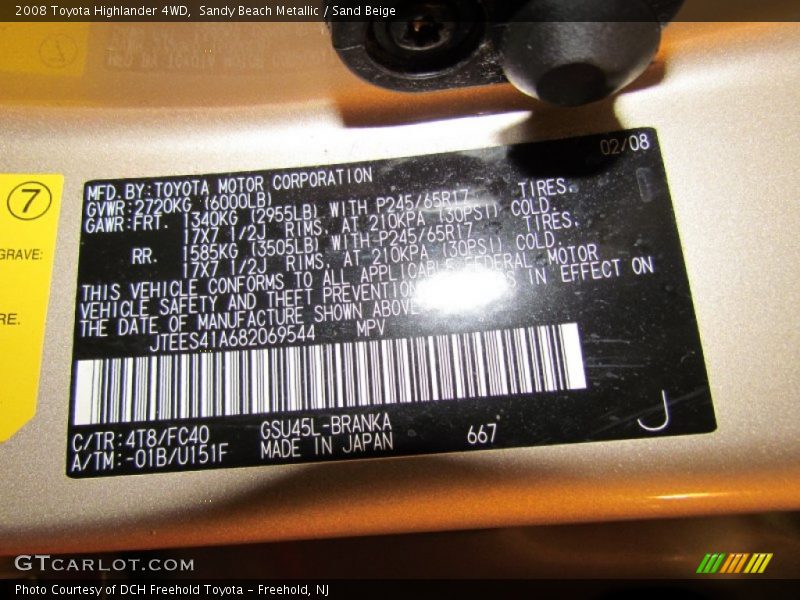 2008 Toyota Highlander 4WD, Sandy Beach Metallic / Sand Beige
02/08
MFD. BY: TOYOTA MOTOR CORPORATION
GVWR: 2720KG (6000LB)
GAWR: FRT. 1340KG (2955LB) WITH P245/65R17 TIRES.
17X7 1/2J RIMS, AT 210KPA (30PSI) COLD.
RR. 1585KG (3505LB) WITH P245/65R17 TIRES.
17X7 1/2J RIMS, AT 210KPA (30PSI) COLD.
THIS VEHICLE CONFORMS TO ALL APPLICABLE FEDERAL MOTOR
VEHICLE SAFETY AND THEFT PREVENTION IN EFFECT ON
THE DATE OF MANUFACTURE SHOWN ABOVE
JTEES41A682069544 MPV
C/TR: 4T8/FC40 GSU45L-BRANKA
A/TM: -01B/U151F MADE IN JAPAN 667
J
7
GRAVE:
RE.
GTCARLOT.COM
Photo Courtesy of DCH Freehold Toyota - Freehold, NJ